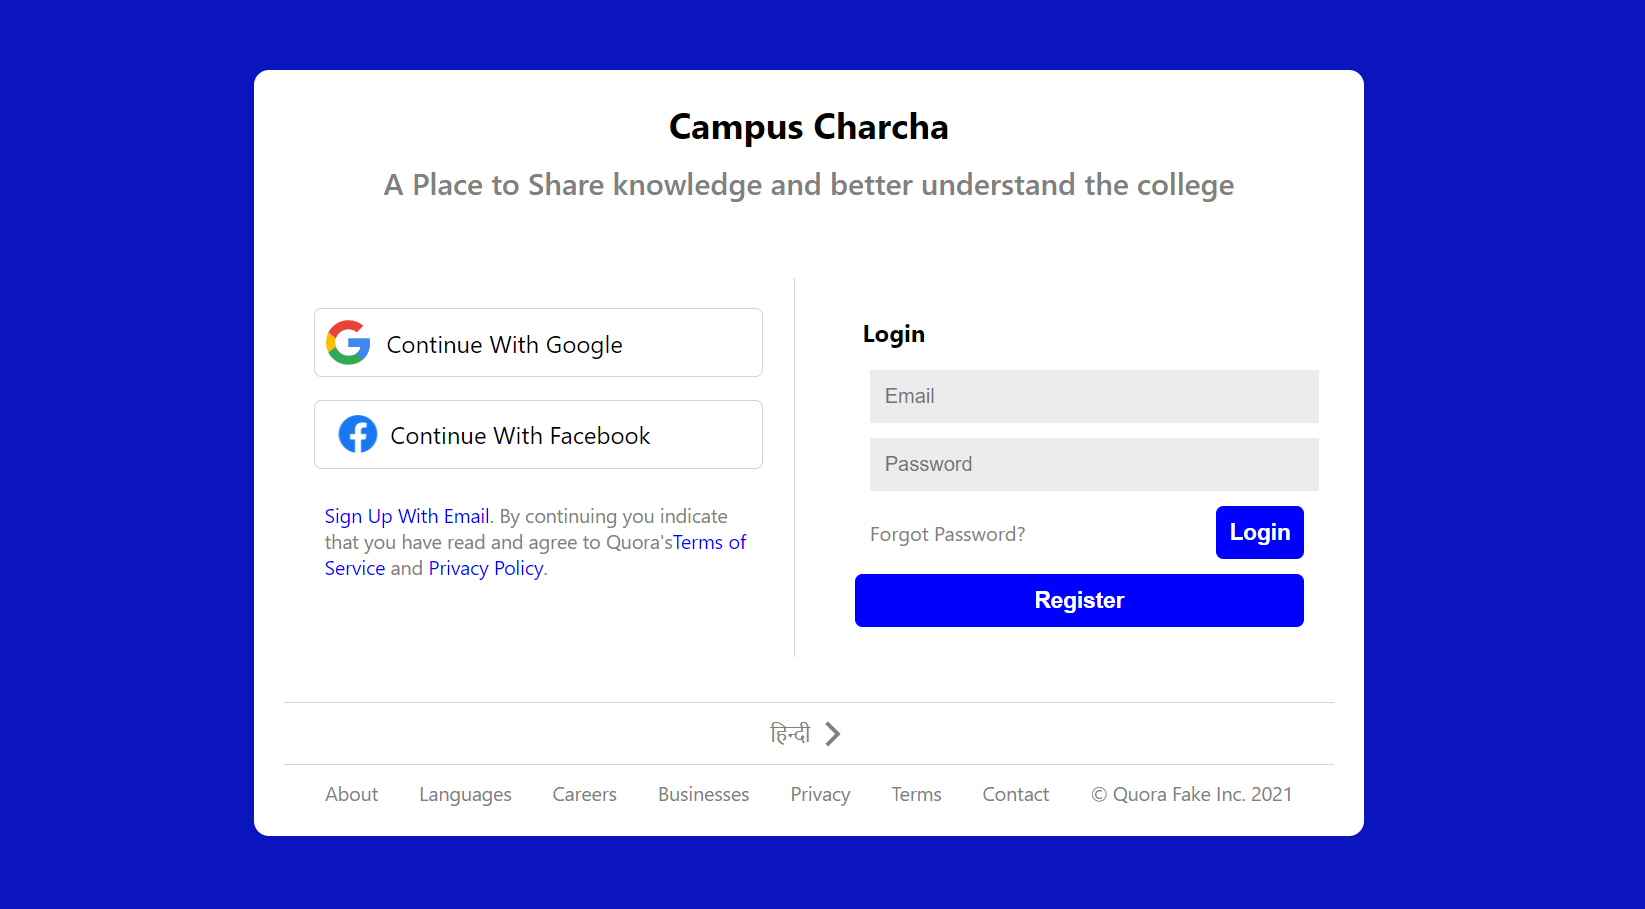 Campus Charcha
A Place to Share knowledge and better understand the college
Continue With Google
Continue With Facebook
Sign Up With Email. By continuing you indicate
that you have read and agree to Quora'sTerms of
Service and Privacy Policy.
Login
Email
Password
Forgot Password?
Login
Register
हिन्दी
About Languages Careers Businesses Privacy Terms Contact © Quora Fake Inc. 2021